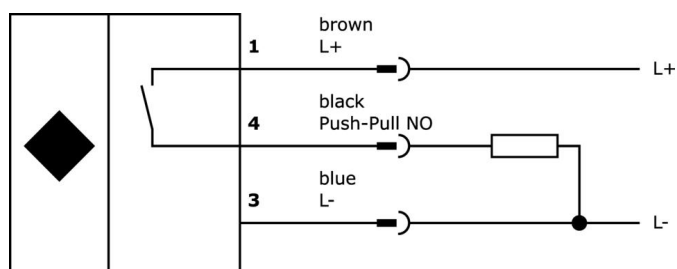 brown
1 L+
L+
black
4 Push-Pull NO
blue
3 L-
L-